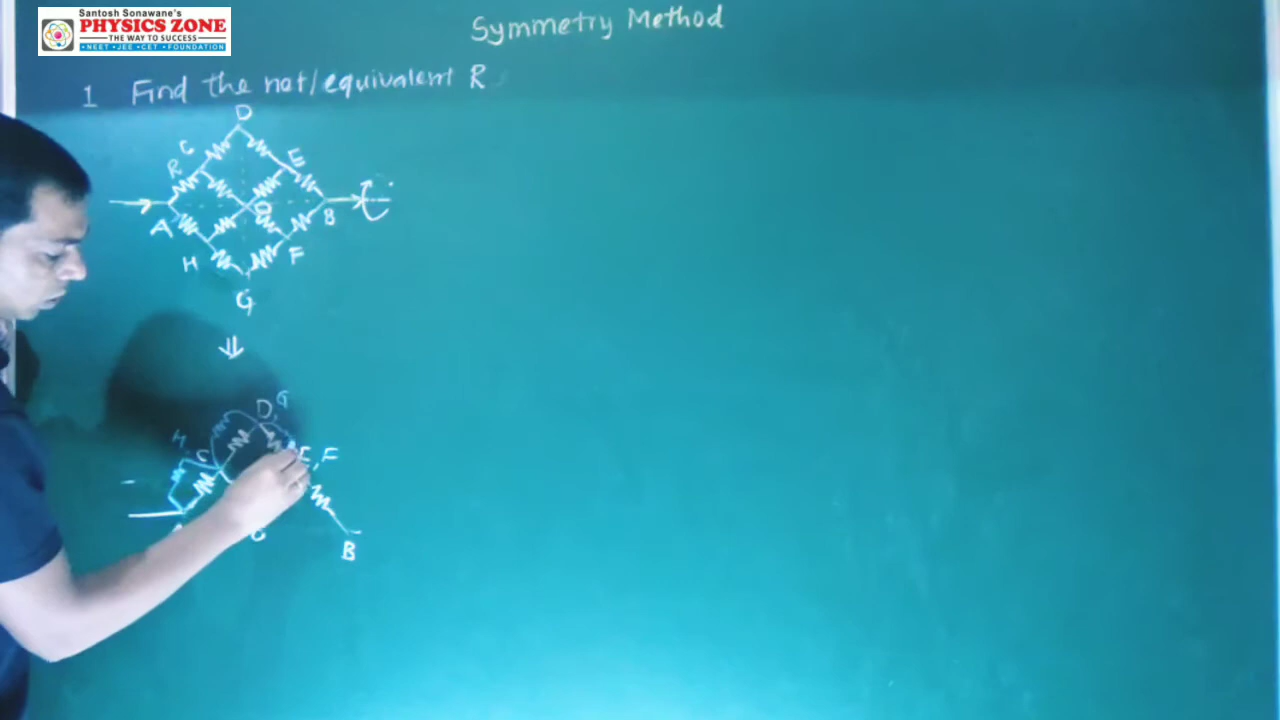 Santosh Sonawane's
PHYSICS ZONE
THE WAY TO SUCCESS
• NEET • JEE • CET • FOUNDATION
Symmetry Method
1 Find the net/equivalent R
D
C
E
R
A
O
B
H
F
G
⇓
D, G
H
C
E, F
B